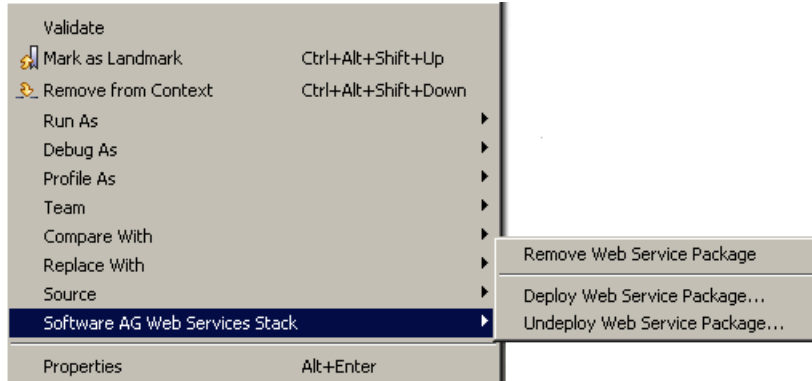 Validate
Mark as Landmark Ctrl+Alt+Shift+Up
Remove from Context Ctrl+Alt+Shift+Down
Run As
Debug As
Profile As
Team
Compare With
Replace With
Source
Software AG Web Services Stack
Properties Alt+Enter
Remove Web Service Package
Deploy Web Service Package...
Undeploy Web Service Package...